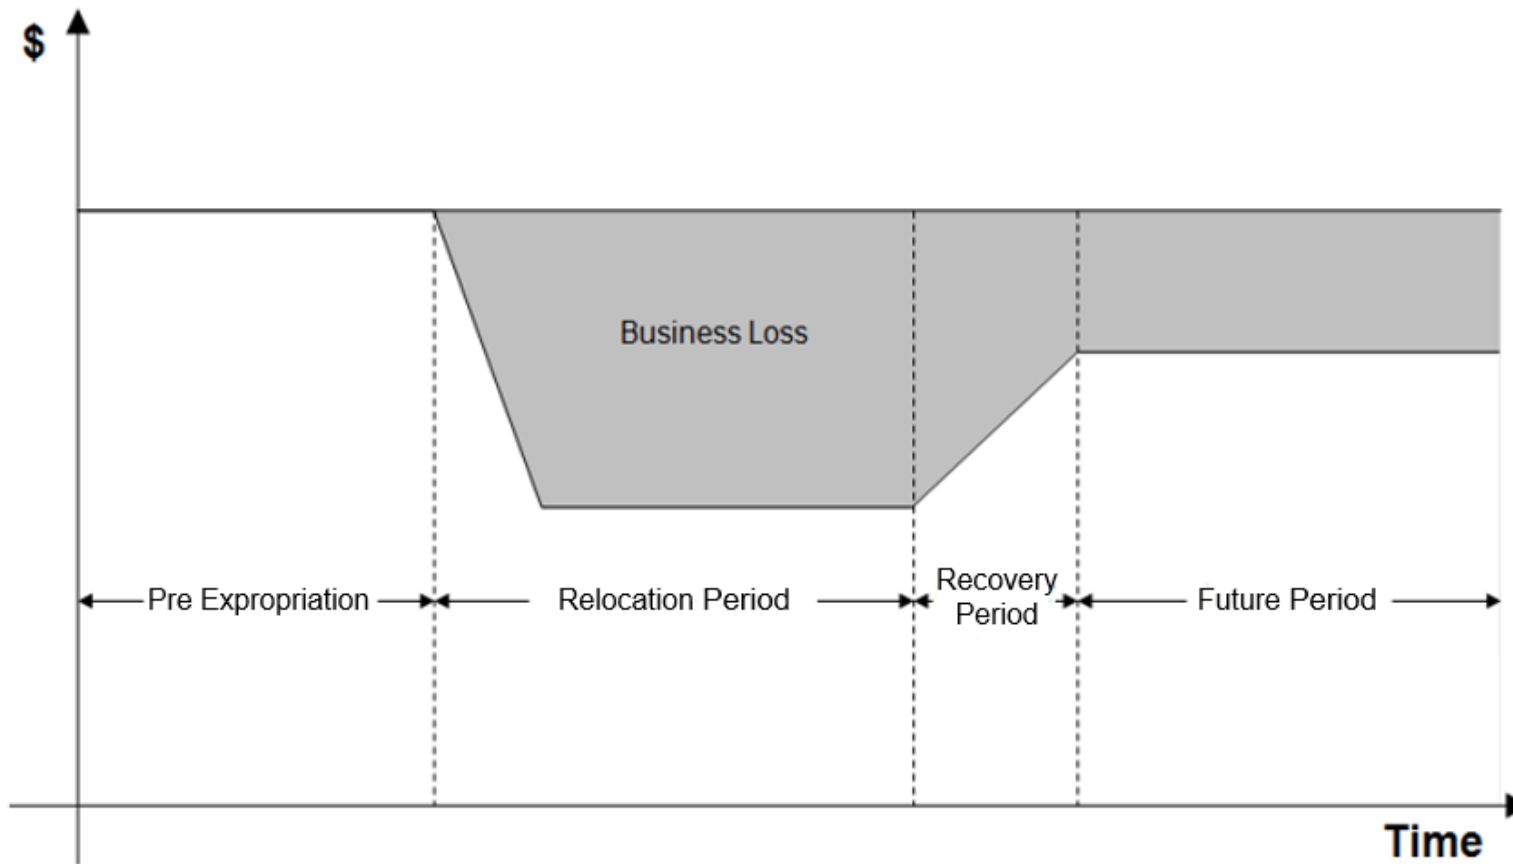 $
Business Loss
Pre Expropriation
Relocation Period
Recovery
Period
Future Period
Time